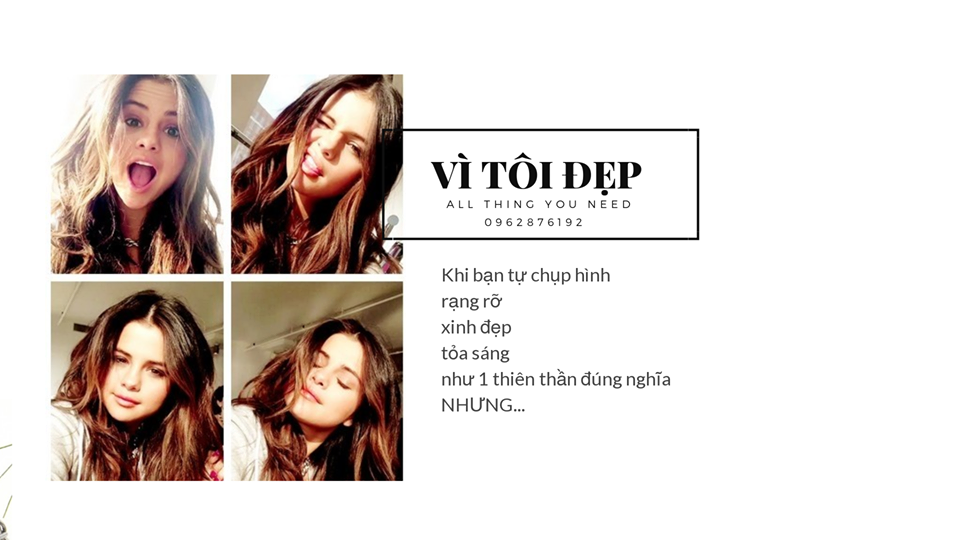 VÌ TÔI ĐẸP
ALL THING YOU NEED
0962876192
Khi bạn tự chụp hình
rạng rỡ
xinh đẹp
tỏa sáng
như 1 thiên thần đúng nghĩa
NHƯNG...